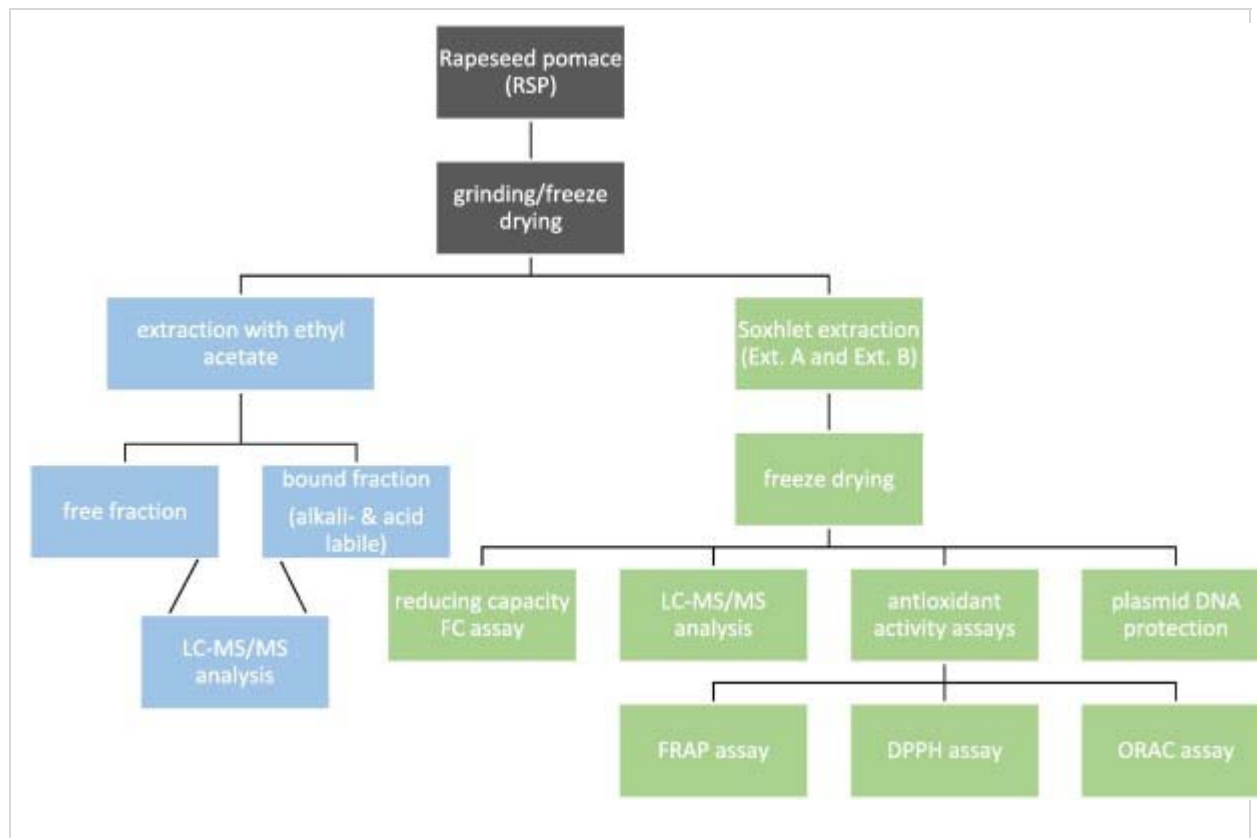 Rapeseed pomace
(RSP)
grinding/freeze
drying
extraction with ethyl
acetate
Soxhlet extraction
(Ext. A and Ext. B)
free fraction
bound fraction
(alkali- & acid
labile)
freeze drying
LC-MS/MS
analysis
reducing capacity
FC assay
LC-MS/MS
analysis
antioxidant
activity assays
plasmid DNA
protection
FRAP assay
DPPH assay
ORAC assay